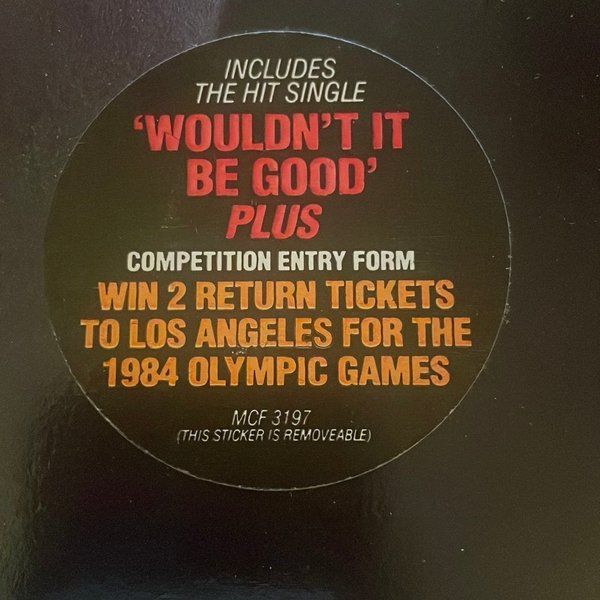 INCLUDES
THE HIT SINGLE
‘WOULDN’T IT
BE GOOD’
PLUS
COMPETITION ENTRY FORM
WIN 2 RETURN TICKETS
TO LOS ANGELES FOR THE
1984 OLYMPIC GAMES
MCF 3197
(THIS STICKER IS REMOVEABLE)